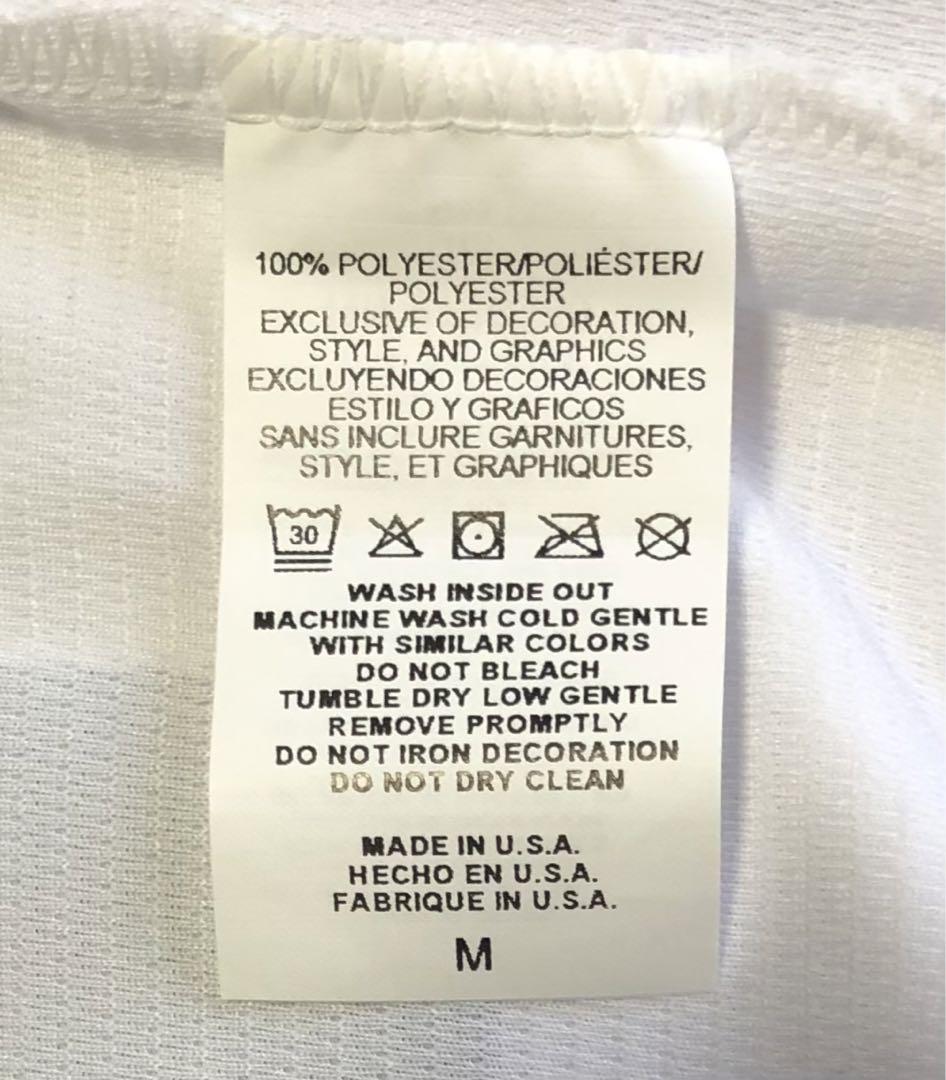 100% POLYESTER/POLIÉSTER/
POLYESTER
EXCLUSIVE OF DECORATION,
STYLE, AND GRAPHICS
EXCLUYENDO DECORACIONES
ESTILO Y GRAFICOS
SANS INCLURE GARNITURES,
STYLE, ET GRAPHIQUES
30
WASH INSIDE OUT
MACHINE WASH COLD GENTLE
WITH SIMILAR COLORS
DO NOT BLEACH
TUMBLE DRY LOW GENTLE
REMOVE PROMPTLY
DO NOT IRON DECORATION
DO NOT DRY CLEAN
MADE IN U.S.A.
HECHO EN U.S.A.
FABRIQUE IN U.S.A.
M